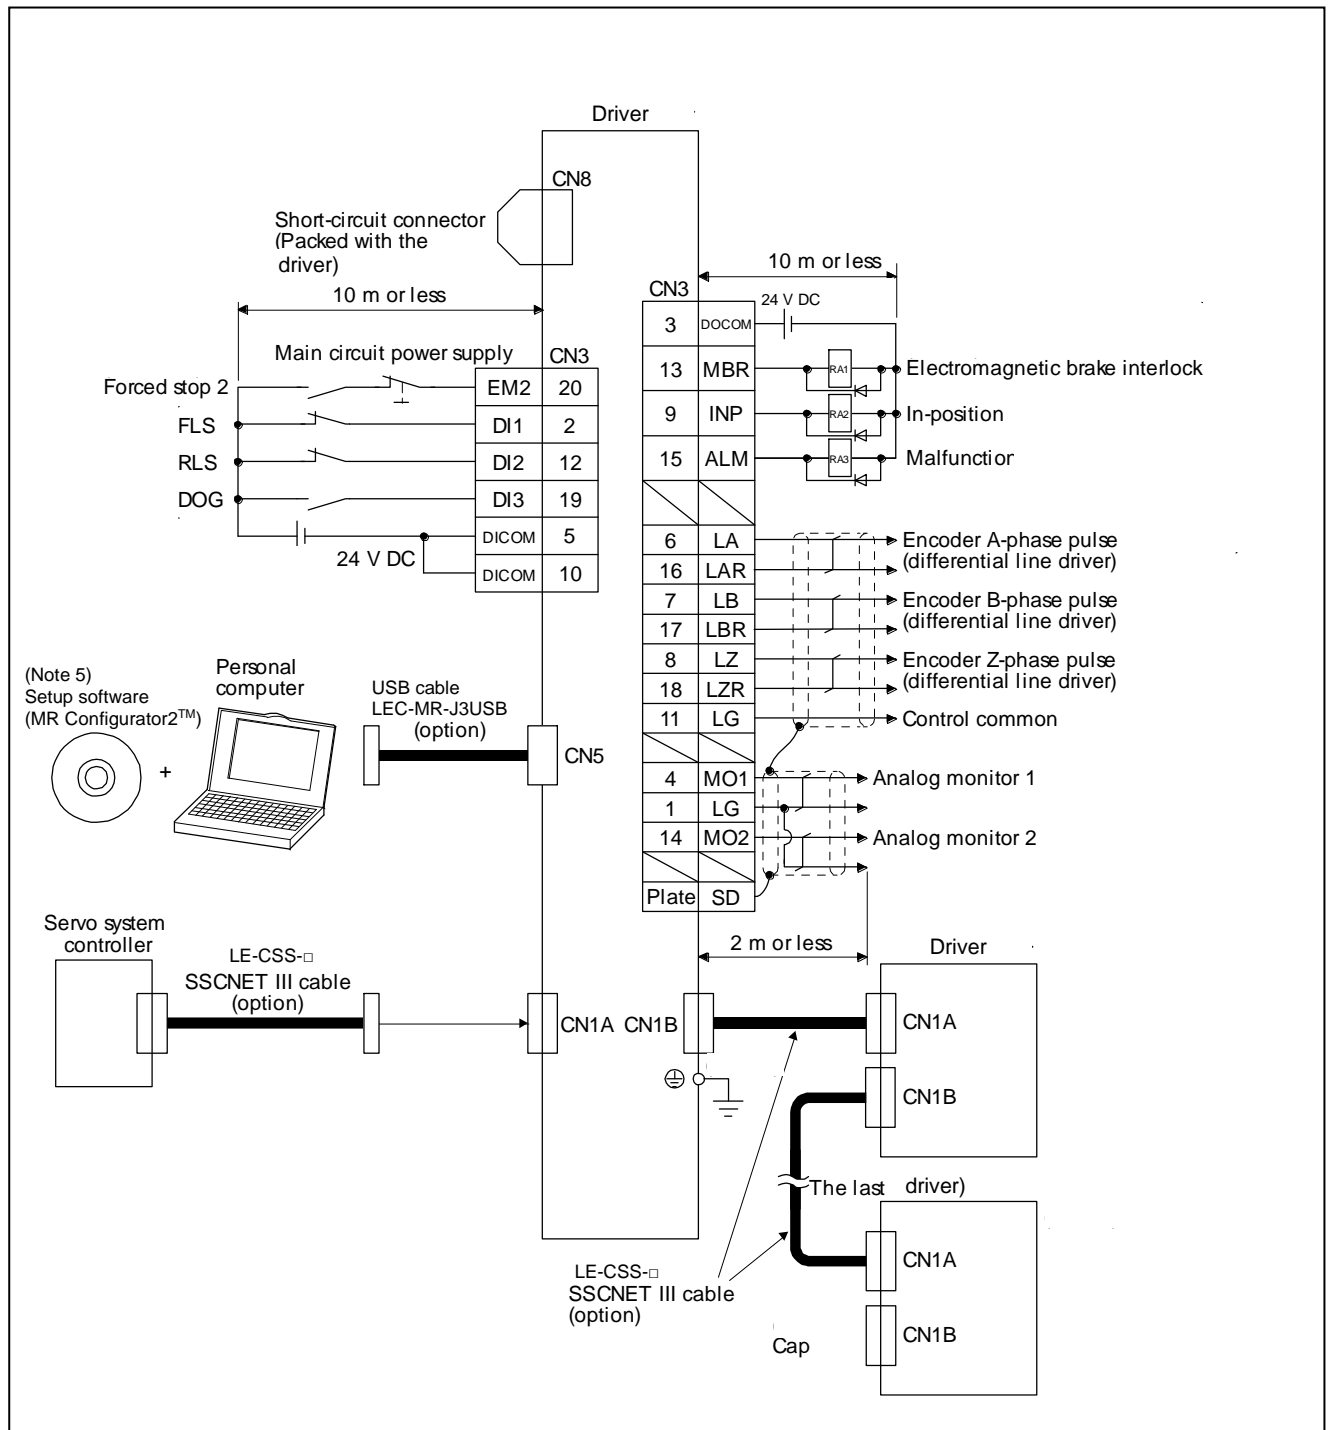 Driver
CN8
Short-circuit connector
(Packed with the
driver)
10 m or less
10 m or less
CN3
24 V DC
3 DOCOM
Main circuit power supply
CN3
Forced stop 2
EM2 20
FLS
DI1 2
RLS
DI2 12
DOG
DI3 19
DICOM 5
24 V DC
DICOM 10
13 MBR RA1 Electromagnetic brake interlock
9 INP RA2 In-position
15 ALM RA3 Malfunction
6 LA Encoder A-phase pulse
16 LAR (differential line driver)
7 LB Encoder B-phase pulse
17 LBR (differential line driver)
8 LZ Encoder Z-phase pulse
18 LZR (differential line driver)
11 LG Control common
4 MO1 Analog monitor 1
1 LG
14 MO2 Analog monitor 2
Plate SD
(Note 5)
Setup software
(MR Configurator2TM)
+
Personal
computer
USB cable
LEC-MR-J3USB
(option)
CN5
2 m or less
Driver
Servo system
controller
LE-CSS-□
SSCNET III cable
(option)
CN1A CN1B
CN1A
CN1B
The last driver)
CN1A
CN1B
LE-CSS-□
SSCNET III cable
(option)
Cap